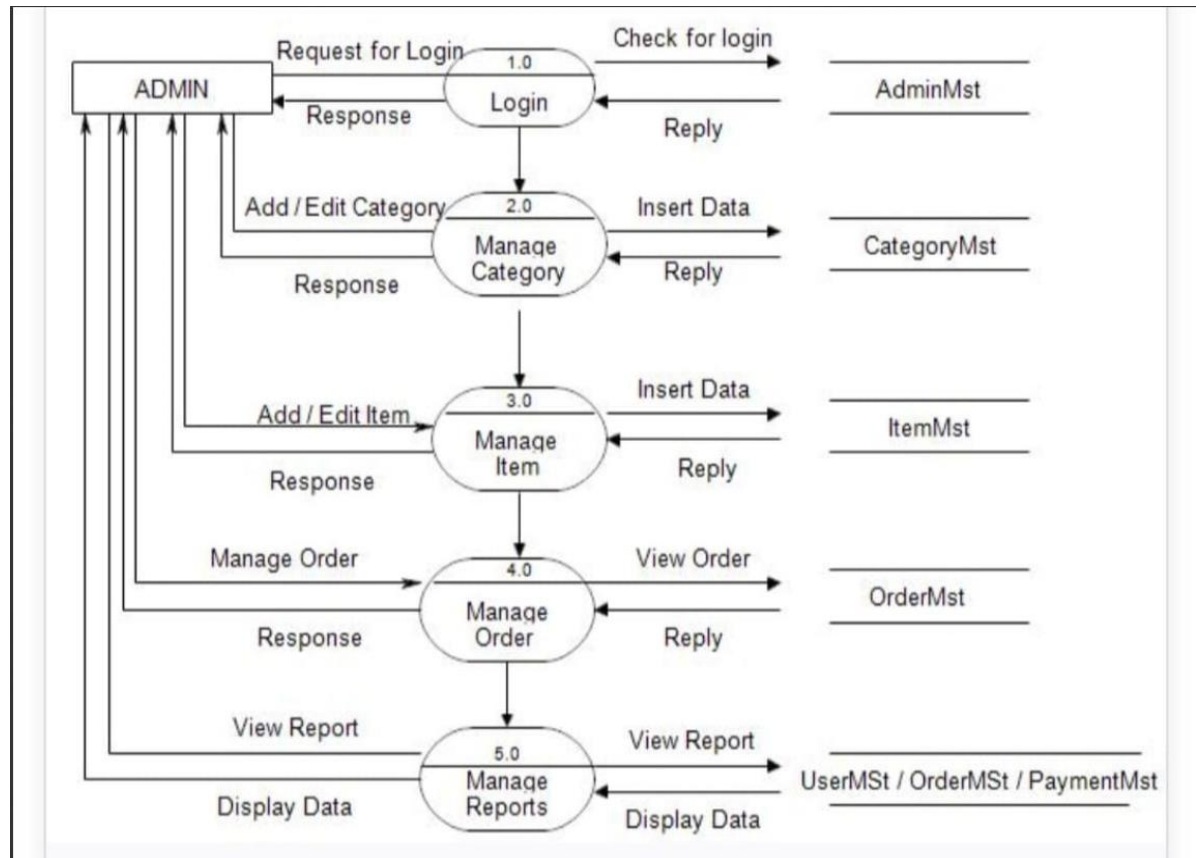 Request for Login
Check for login
1.0
ADMIN
Login
AdminMst
Response
Reply
Add / Edit Category
2.0
Insert Data
Manage
Category
CategoryMst
Response
Reply
Add / Edit Item
3.0
Insert Data
Manage
Item
ItemMst
Response
Reply
Manage Order
4.0
View Order
Manage
Order
OrderMst
Response
Reply
View Report
5.0
View Report
Manage
Reports
UserMSt / OrderMSt / PaymentMst
Display Data
Display Data